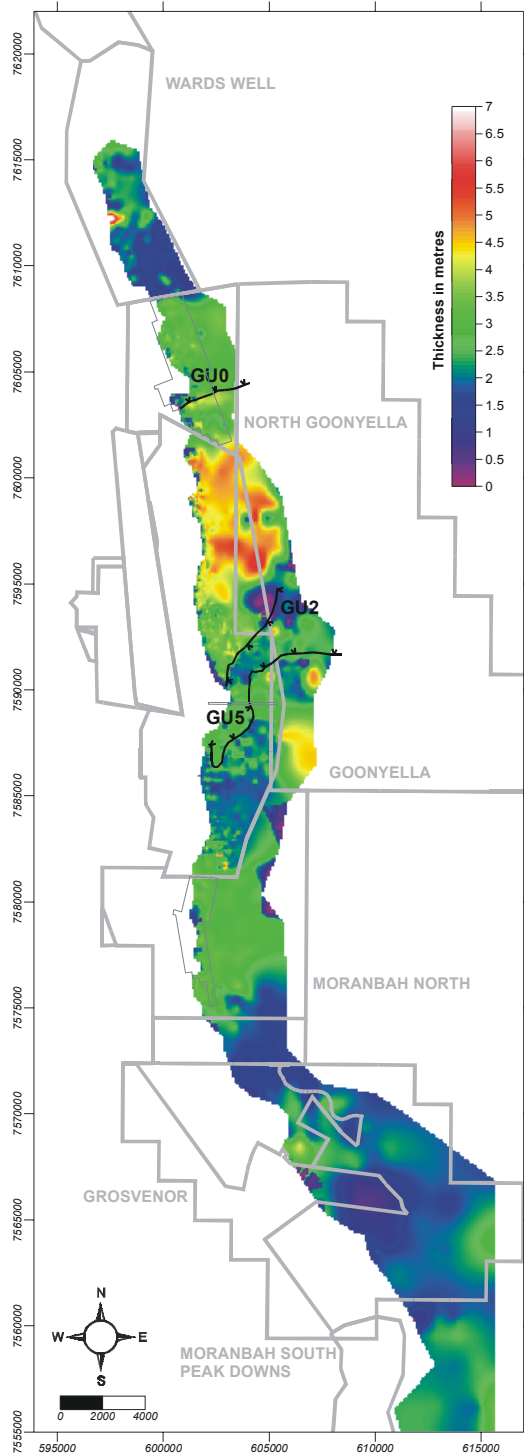 7620000
WARDS WELL
7
6.5
6
5.5
5
4.5
4
3.5
3
2.5
2
1.5
1
0.5
0
Thickness in metres
7615000
7610000
7605000
GU0
NORTH GOONYELLA
7600000
7595000
GU2
7590000
GU5
GOONYELLA
7585000
7580000
MORANBAH NORTH
7575000
7570000
GROSVENOR
7565000
N
W E
S
7560000
MORANBAH SOUTH
PEAK DOWNS
0 2000 4000
7555000
595000 600000 605000 610000 615000